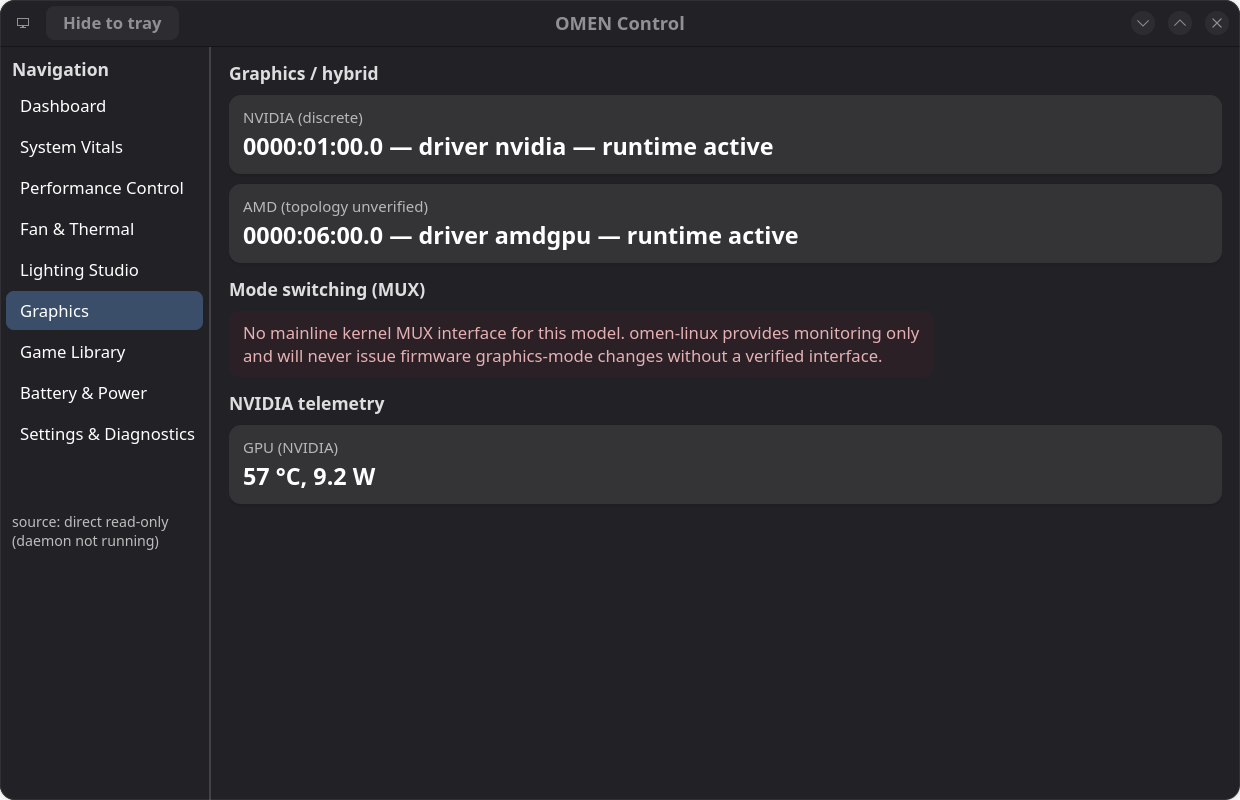 Hide to tray
OMEN Control
Navigation
Dashboard
System Vitals
Performance Control
Fan & Thermal
Lighting Studio
Graphics
Game Library
Battery & Power
Settings & Diagnostics
source: direct read-only
(daemon not running)
Graphics / hybrid
NVIDIA (discrete)
0000:01:00.0 — driver nvidia — runtime active
AMD (topology unverified)
0000:06:00.0 — driver amdgpu — runtime active
Mode switching (MUX)
No mainline kernel MUX interface for this model. omen-linux provides monitoring only
and will never issue firmware graphics-mode changes without a verified interface.
NVIDIA telemetry
GPU (NVIDIA)
57 °C, 9.2 W